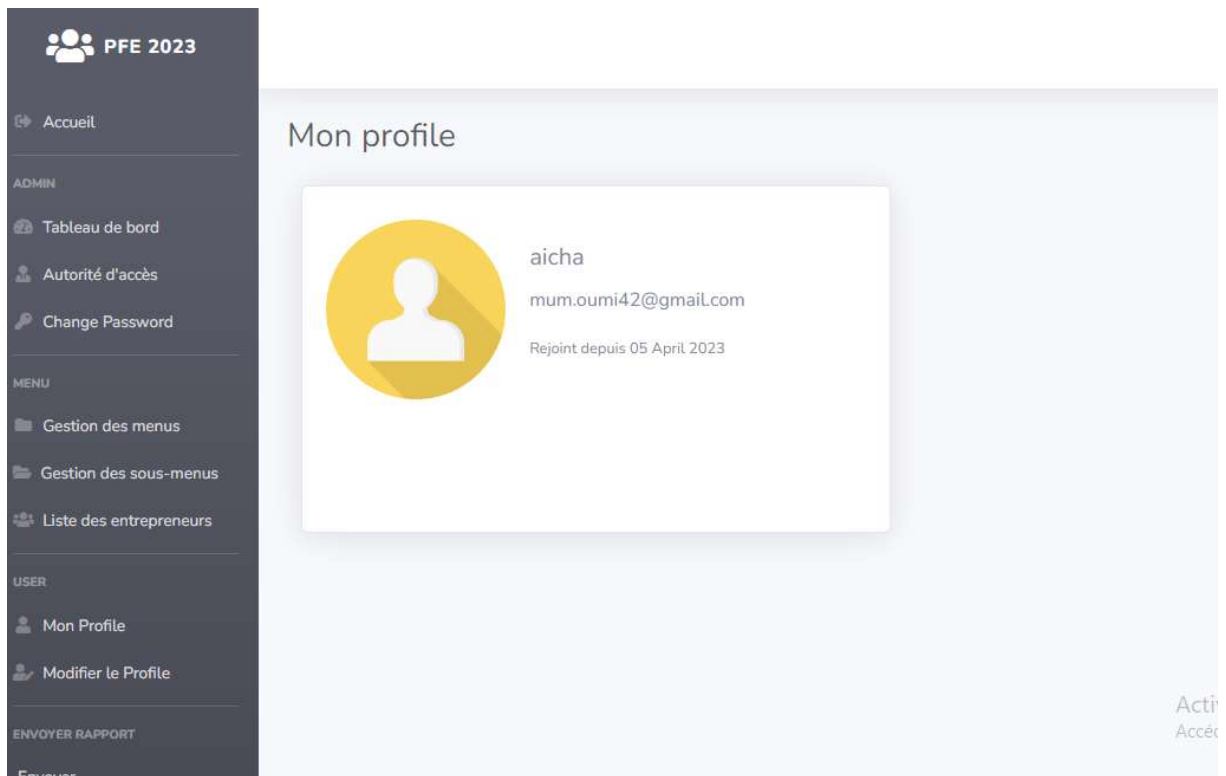 PFE 2023
Accueil
ADMIN
Tableau de bord
Autorité d'accès
Change Password
MENU
Gestion des menus
Gestion des sous-menus
Liste des entrepreneurs
USER
Mon Profile
Modifier le Profile
ENVOYER RAPPORT
Envoyer
Mon profile
aicha
mum.oumi42@gmail.com
Rejoint depuis 05 April 2023